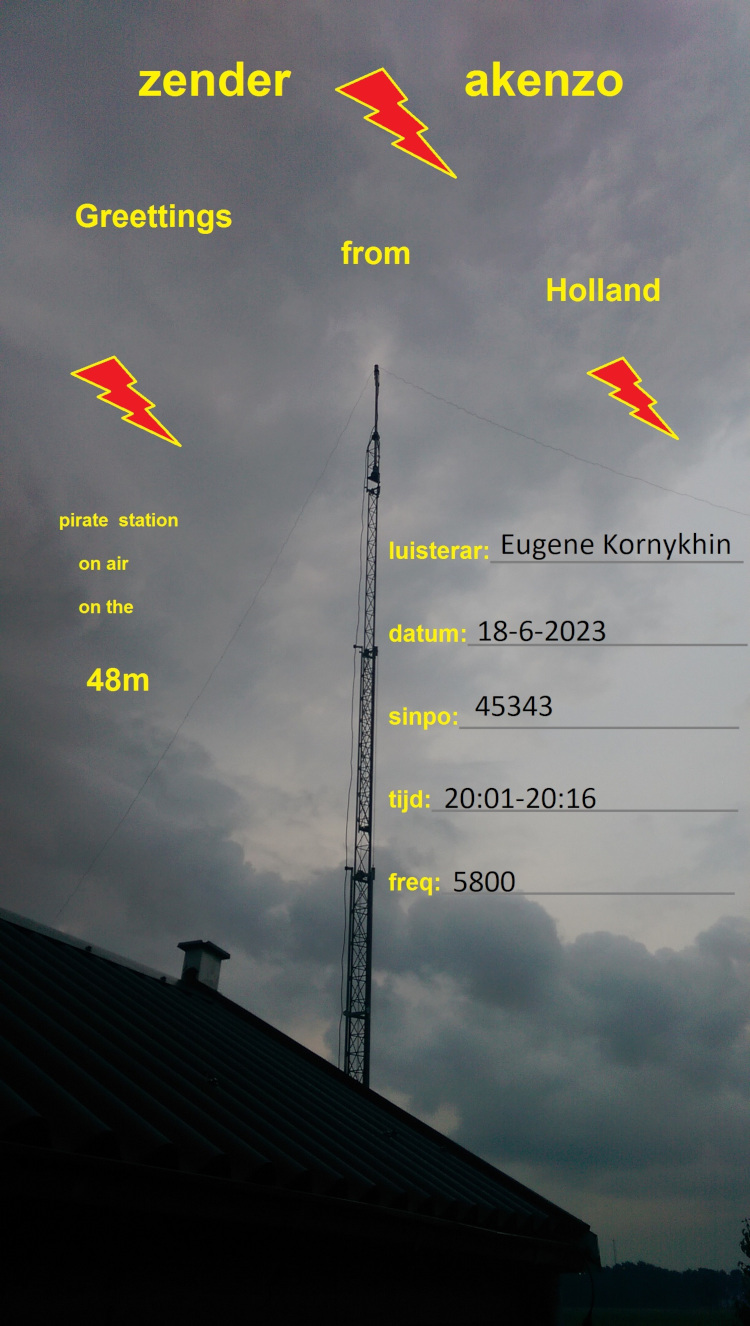 zender akenzo
Greettings
from
Holland
pirate station
on air
on the
48m
luisterar: Eugene Kornykhin
datum: 18-6-2023
sinpo: 45343
tijd: 20:01-20:16
freq: 5800